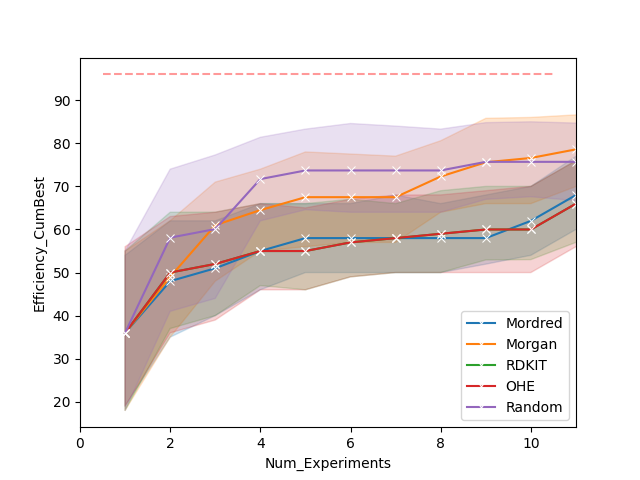 90
80
70
60
50
40
30
20
Efficiency_CumBest
0
2
4
6
8
10
Num_Experiments
Mordred
Morgan
RDKIT
OHE
Random